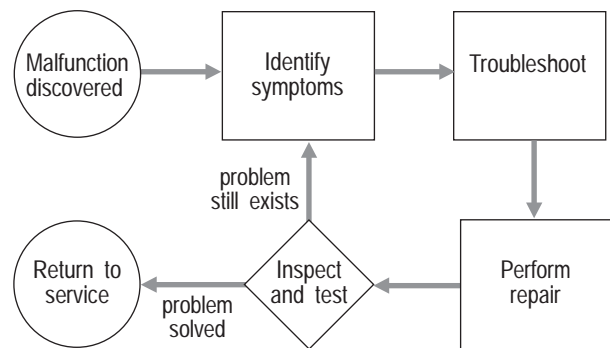 Malfunction
discovered
Identify
symptoms
Troubleshoot
problem
still exists
Return to
service
problem
solved
Inspect
and test
Perform
repair